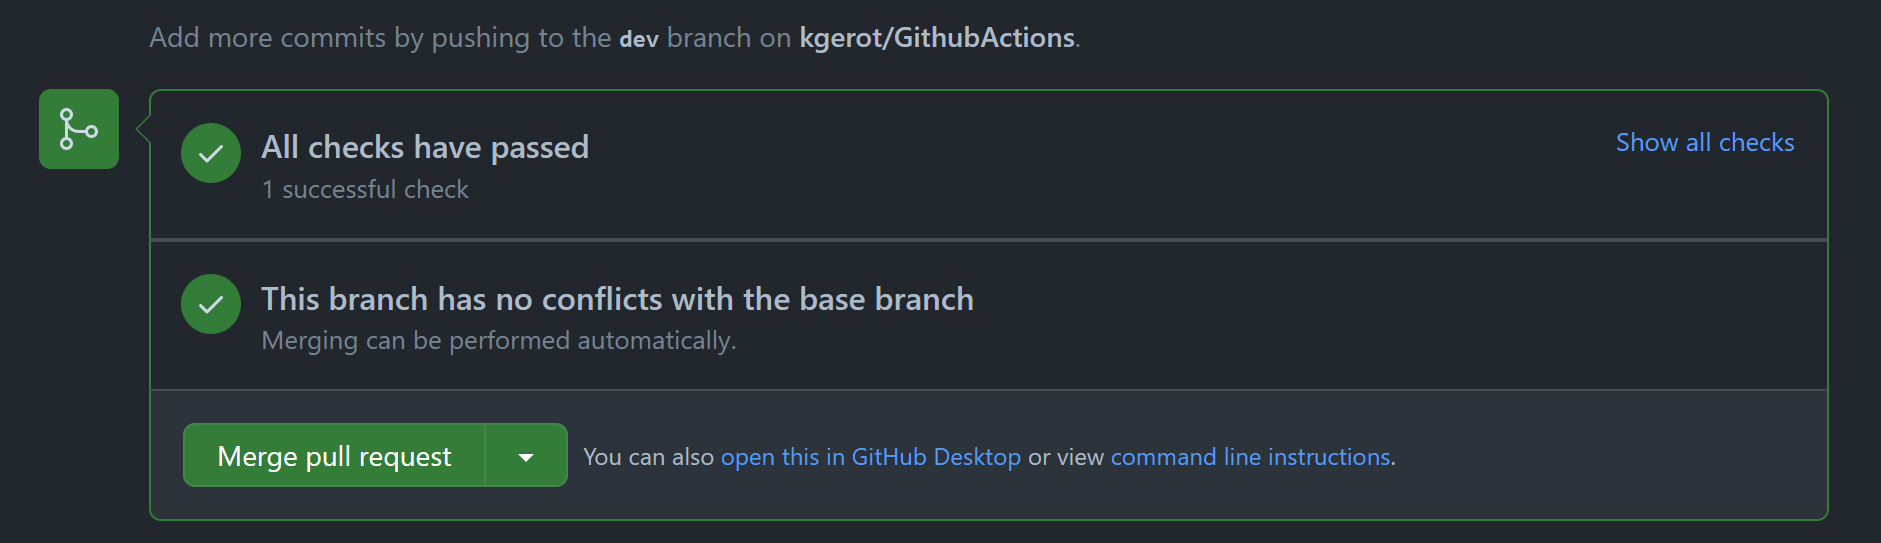 Add more commits by pushing to the dev branch on kgerot/GithubActions.
All checks have passed
Show all checks
1 successful check
This branch has no conflicts with the base branch
Merging can be performed automatically.
Merge pull request
You can also open this in GitHub Desktop or view command line instructions.